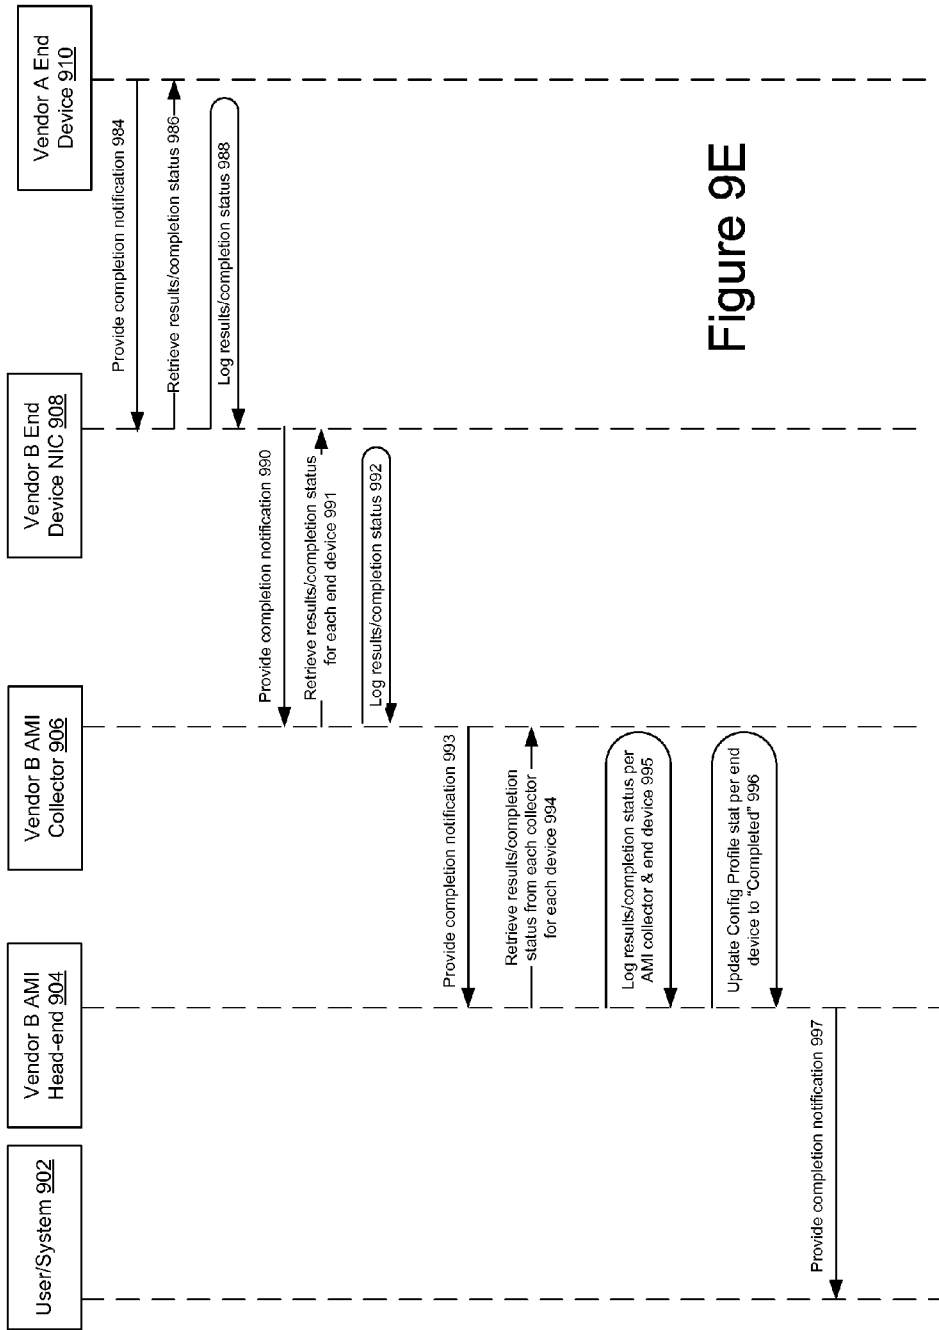 User/System 902
Vendor B AMI
Head-end 904
Vendor B AMI
Collector 906
Vendor B End
Device NIC 908
Vendor A End
Device 910
Provide completion notification 984
Retrieve results/completion status 986
Log results/completion status 988
Provide completion notification 990
Retrieve results/completion status
for each end device 991
Log results/completion status 992
Provide completion notification 993
Retrieve results/completion
status from each collector
for each device 994
Log results/completion status per
AMI collector & end device 995
Update Config Profile stat per end
device to “Completed” 996
Provide completion notification 997
Figure 9E